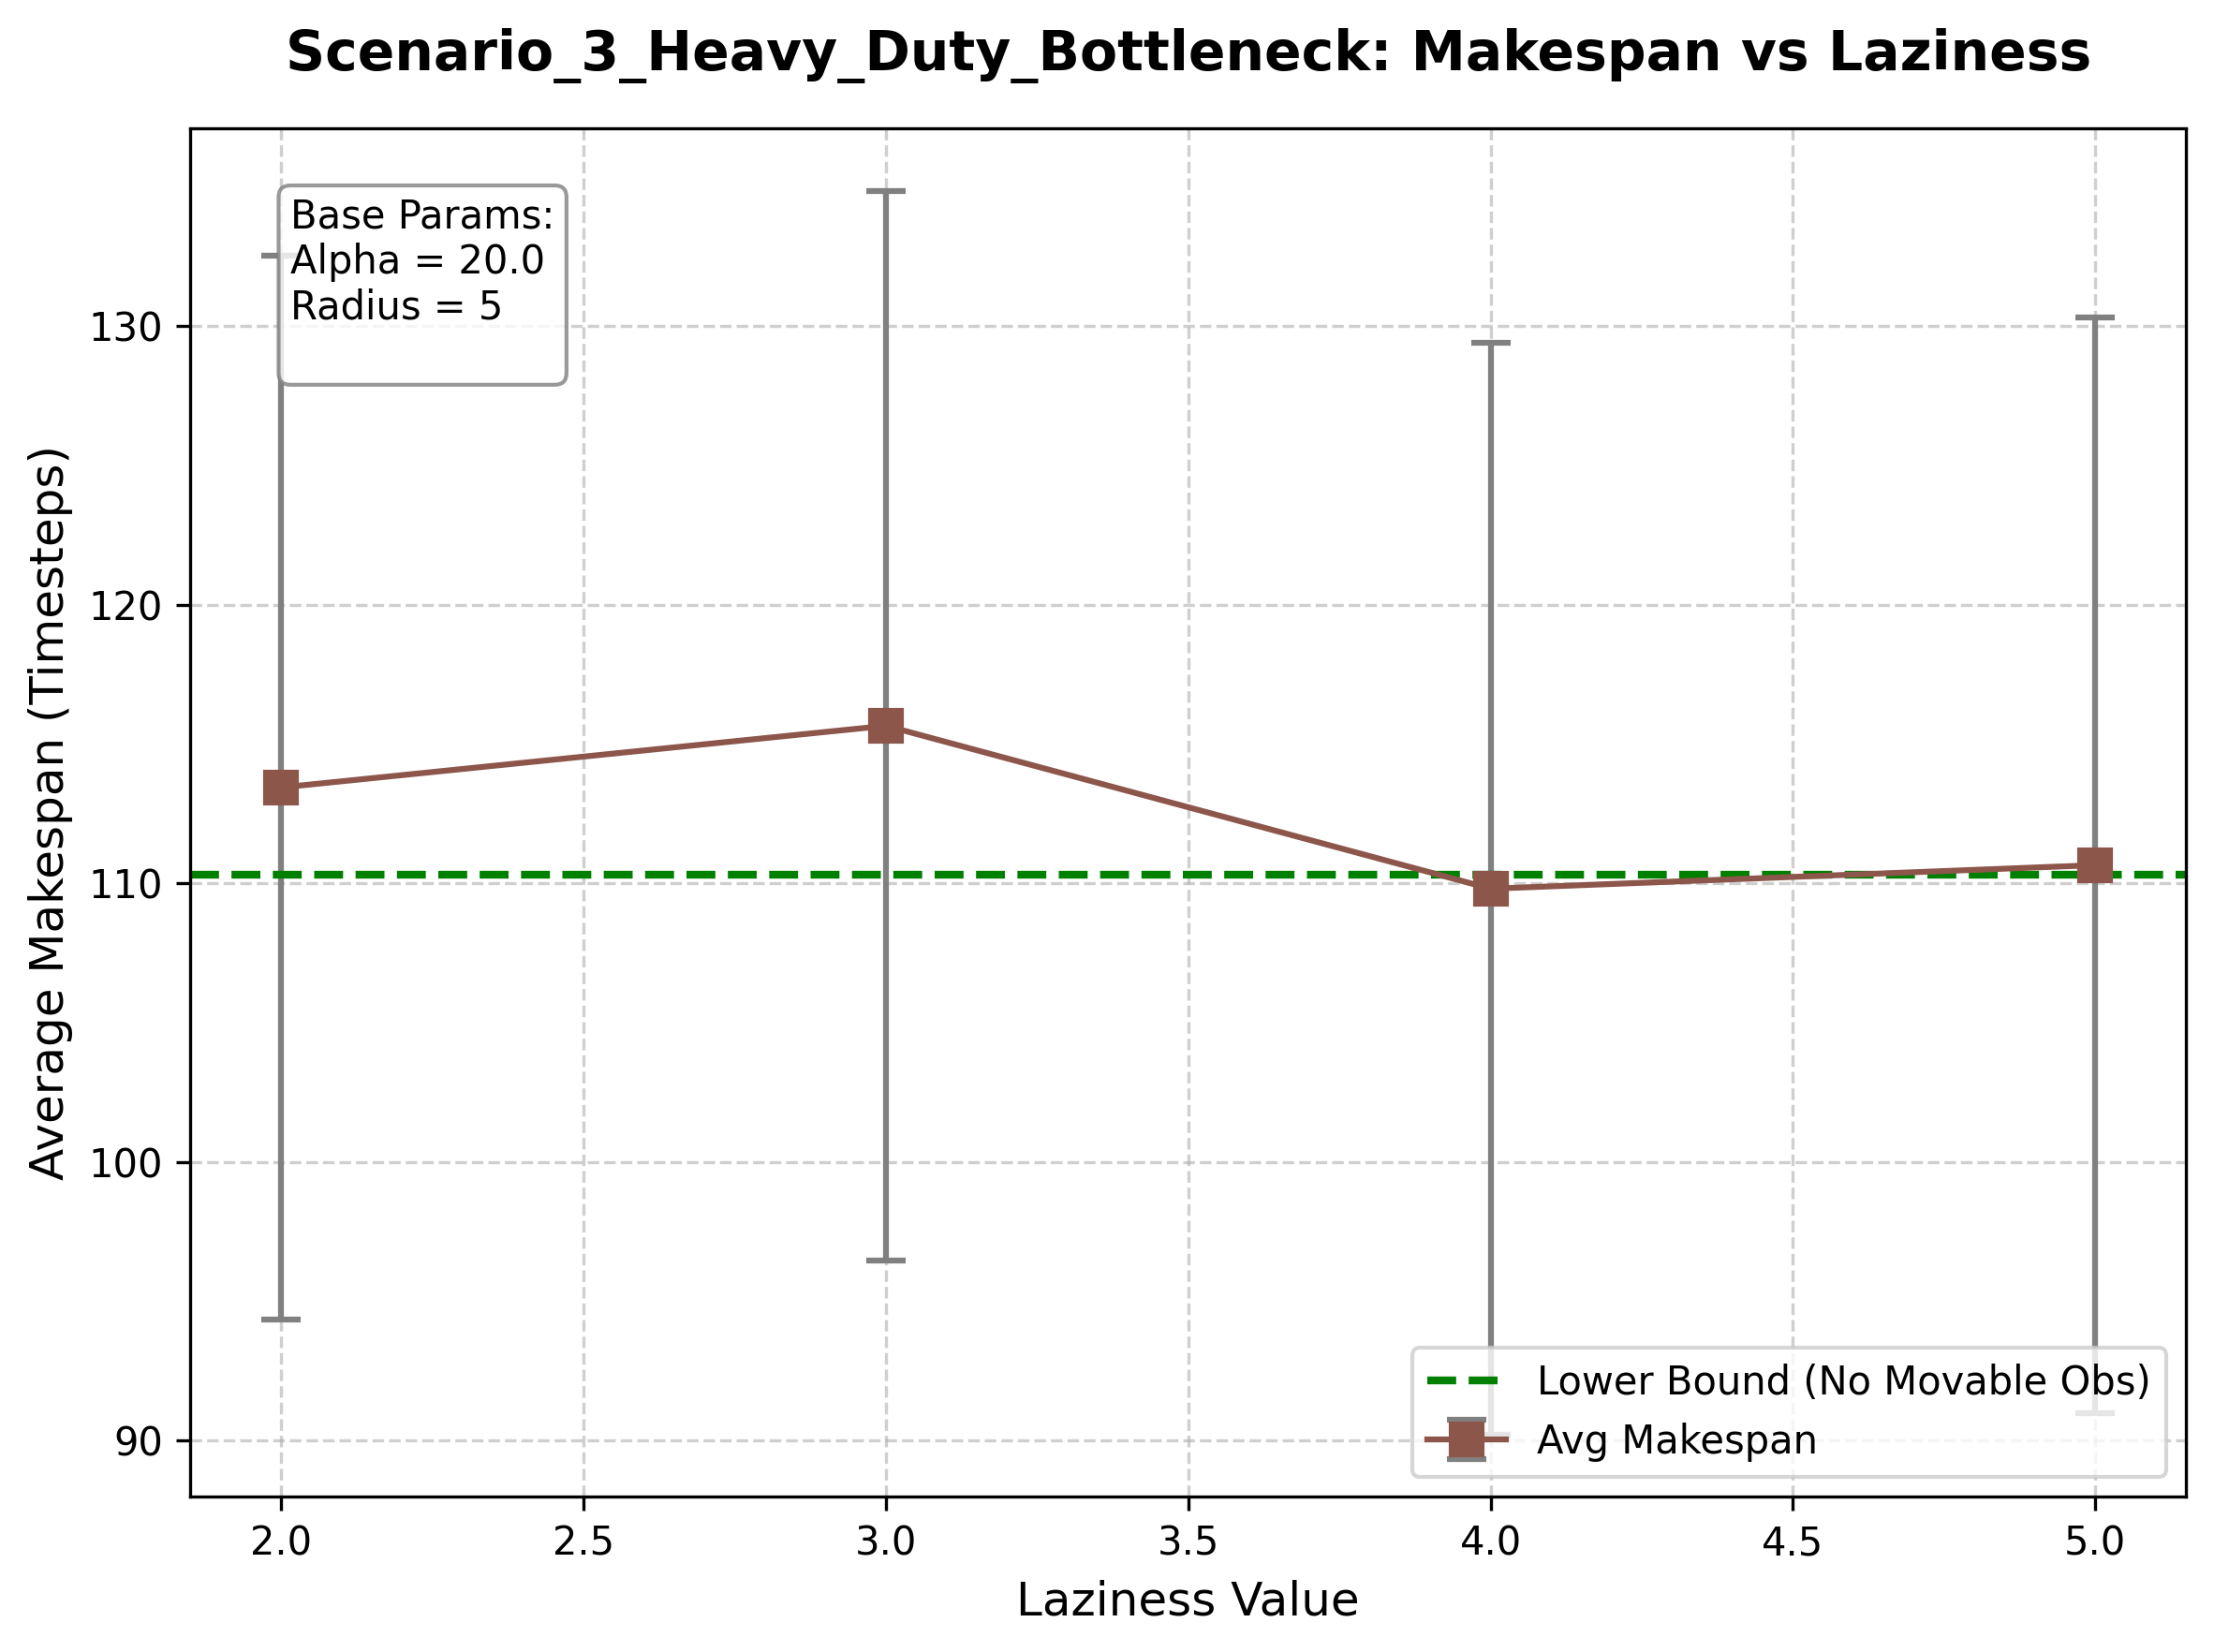 Scenario_3_Heavy_Duty_Bottleneck: Makespan vs Laziness
Base Params:
Alpha = 20.0
Radius = 5
Average Makespan (Timesteps)
130
120
110
100
90
Lower Bound (No Movable Obs)
Avg Makespan
2.0 2.5 3.0 3.5 4.0 4.5 5.0
Laziness Value